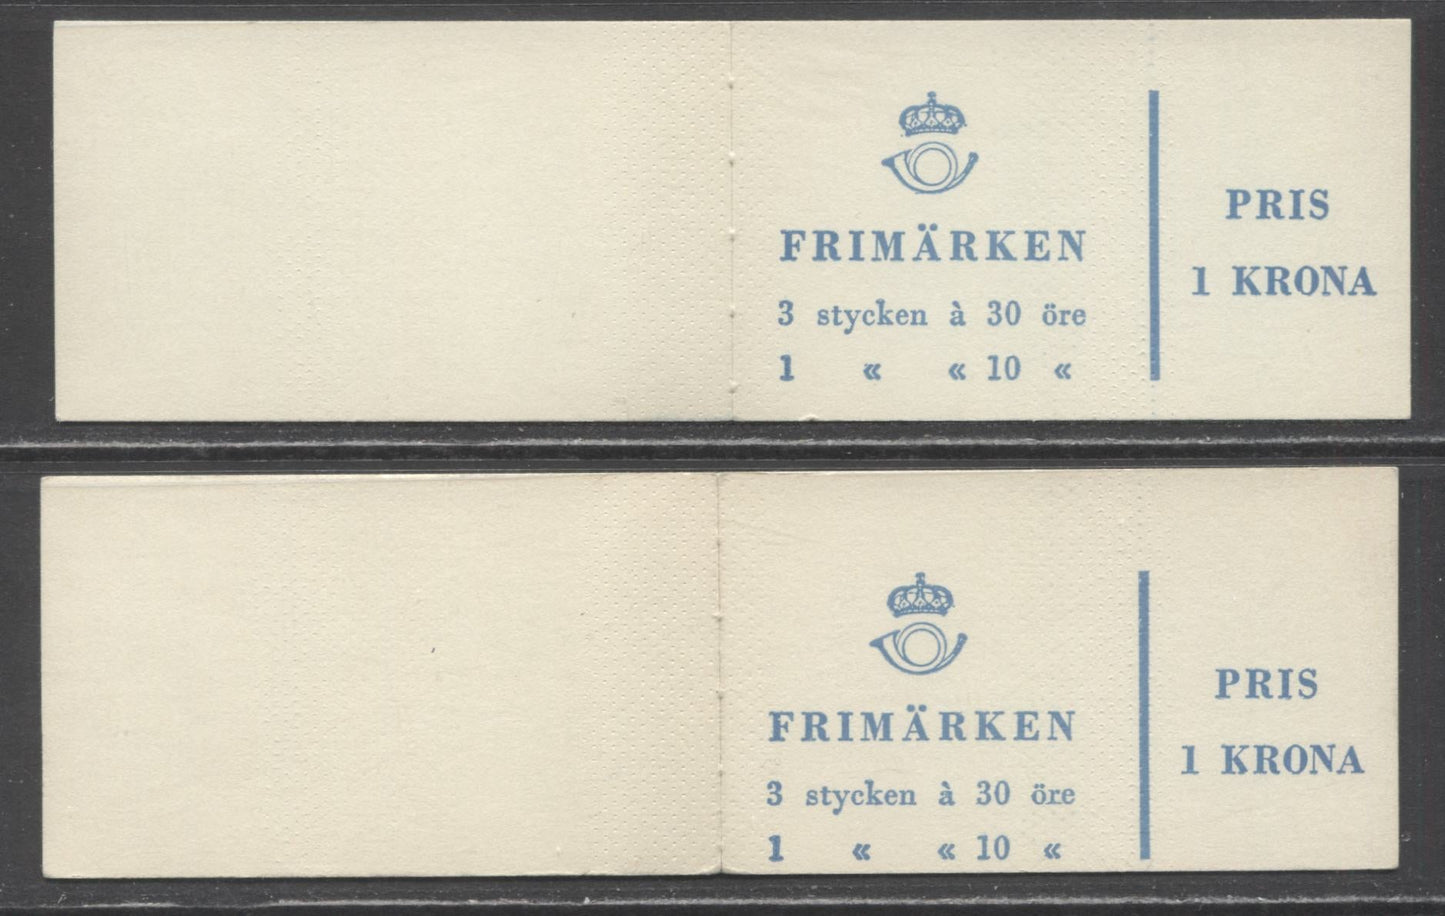 FRIMÄRKEN
3 stycken à 30 öre
1 « « 10 «
PRIS
1 KRONA
FRIMÄRKEN
3 stycken à 30 öre
1 « « 10 «
PRIS
1 KRONA